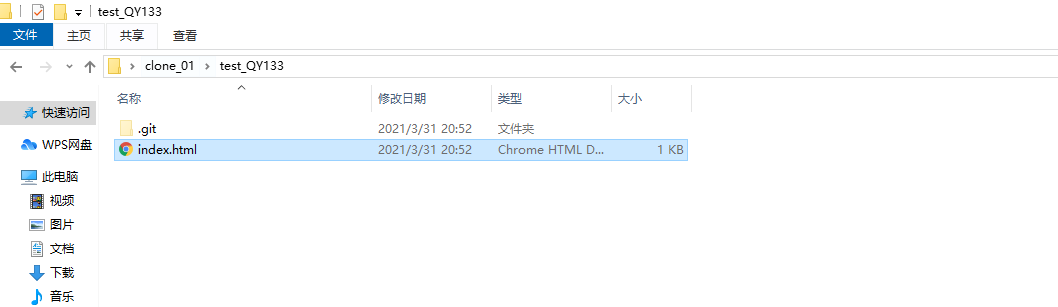 test_QY133
文件 主页 共享 查看
clone_01 test_QY133
名称 修改日期 类型 大小
快速访问
.git 2021/3/31 20:52 文件夹
WPS网盘
index.html 2021/3/31 20:52 Chrome HTML D... 1 KB
此电脑
视频
图片
文档
下载
音乐